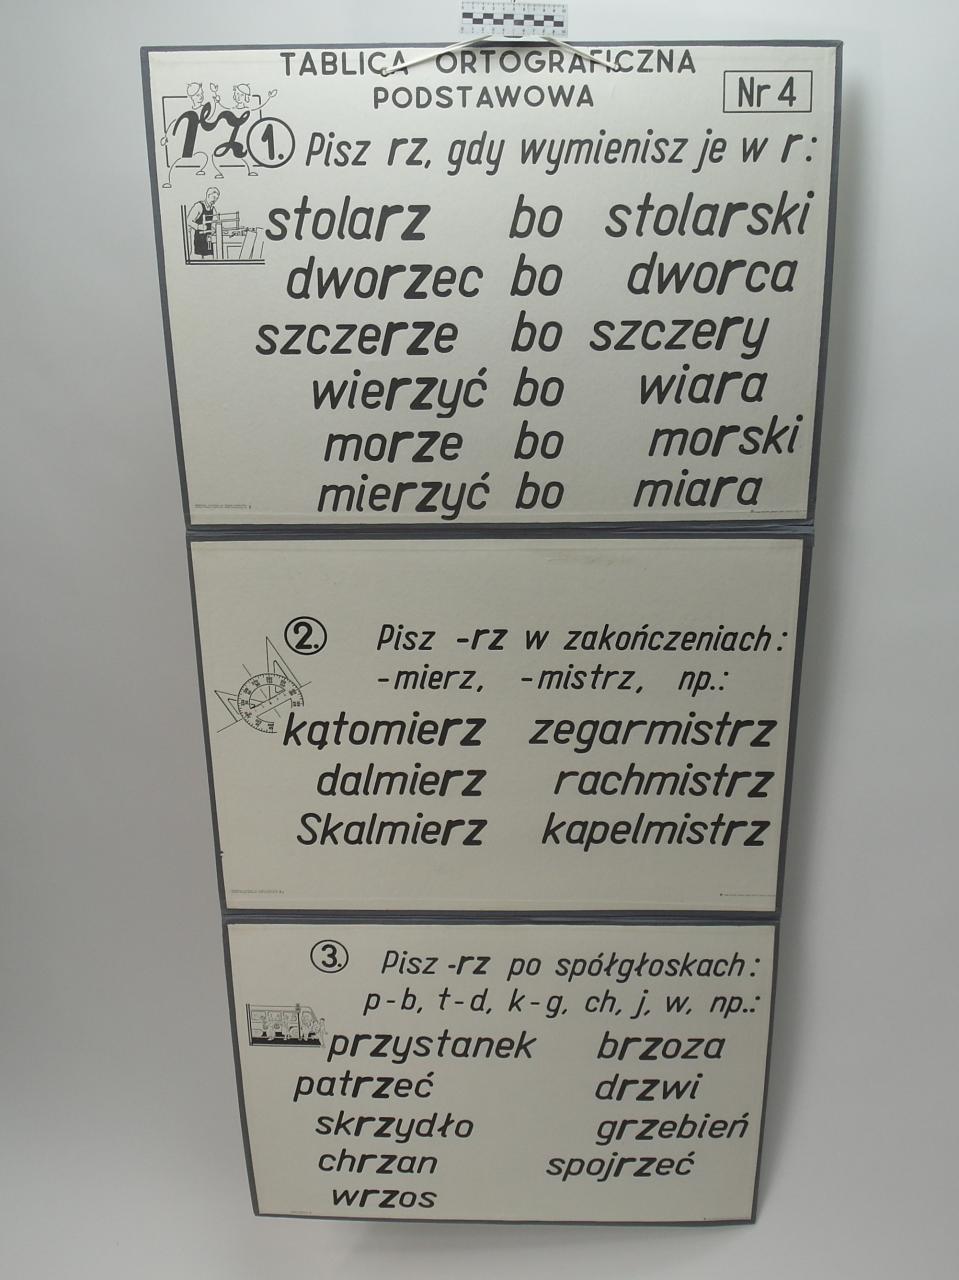 TABLICA ORTOGRAFICZNA
PODSTAWOWA
Nr 4
rz
1. Pisz rz, gdy wymienisz je w r:
stolarz bo stolarski
dworzec bo dworca
szczerze bo szczery
wierzyć bo wiara
morze bo morski
mierzyć bo miara
2. Pisz -rz w zakończeniach:
-mierz, -mistrz, np.:
kątomierz zegarmistrz
dalmierz rachmistrz
Skalmierz kapelmistrz
3. Pisz -rz po spółgłoskach:
p-b, t-d, k-g, ch, j, w, np.:
przystanek brzoza
patrzeć drzwi
skrzydło grzebień
chrzan spojrzeć
wrzos